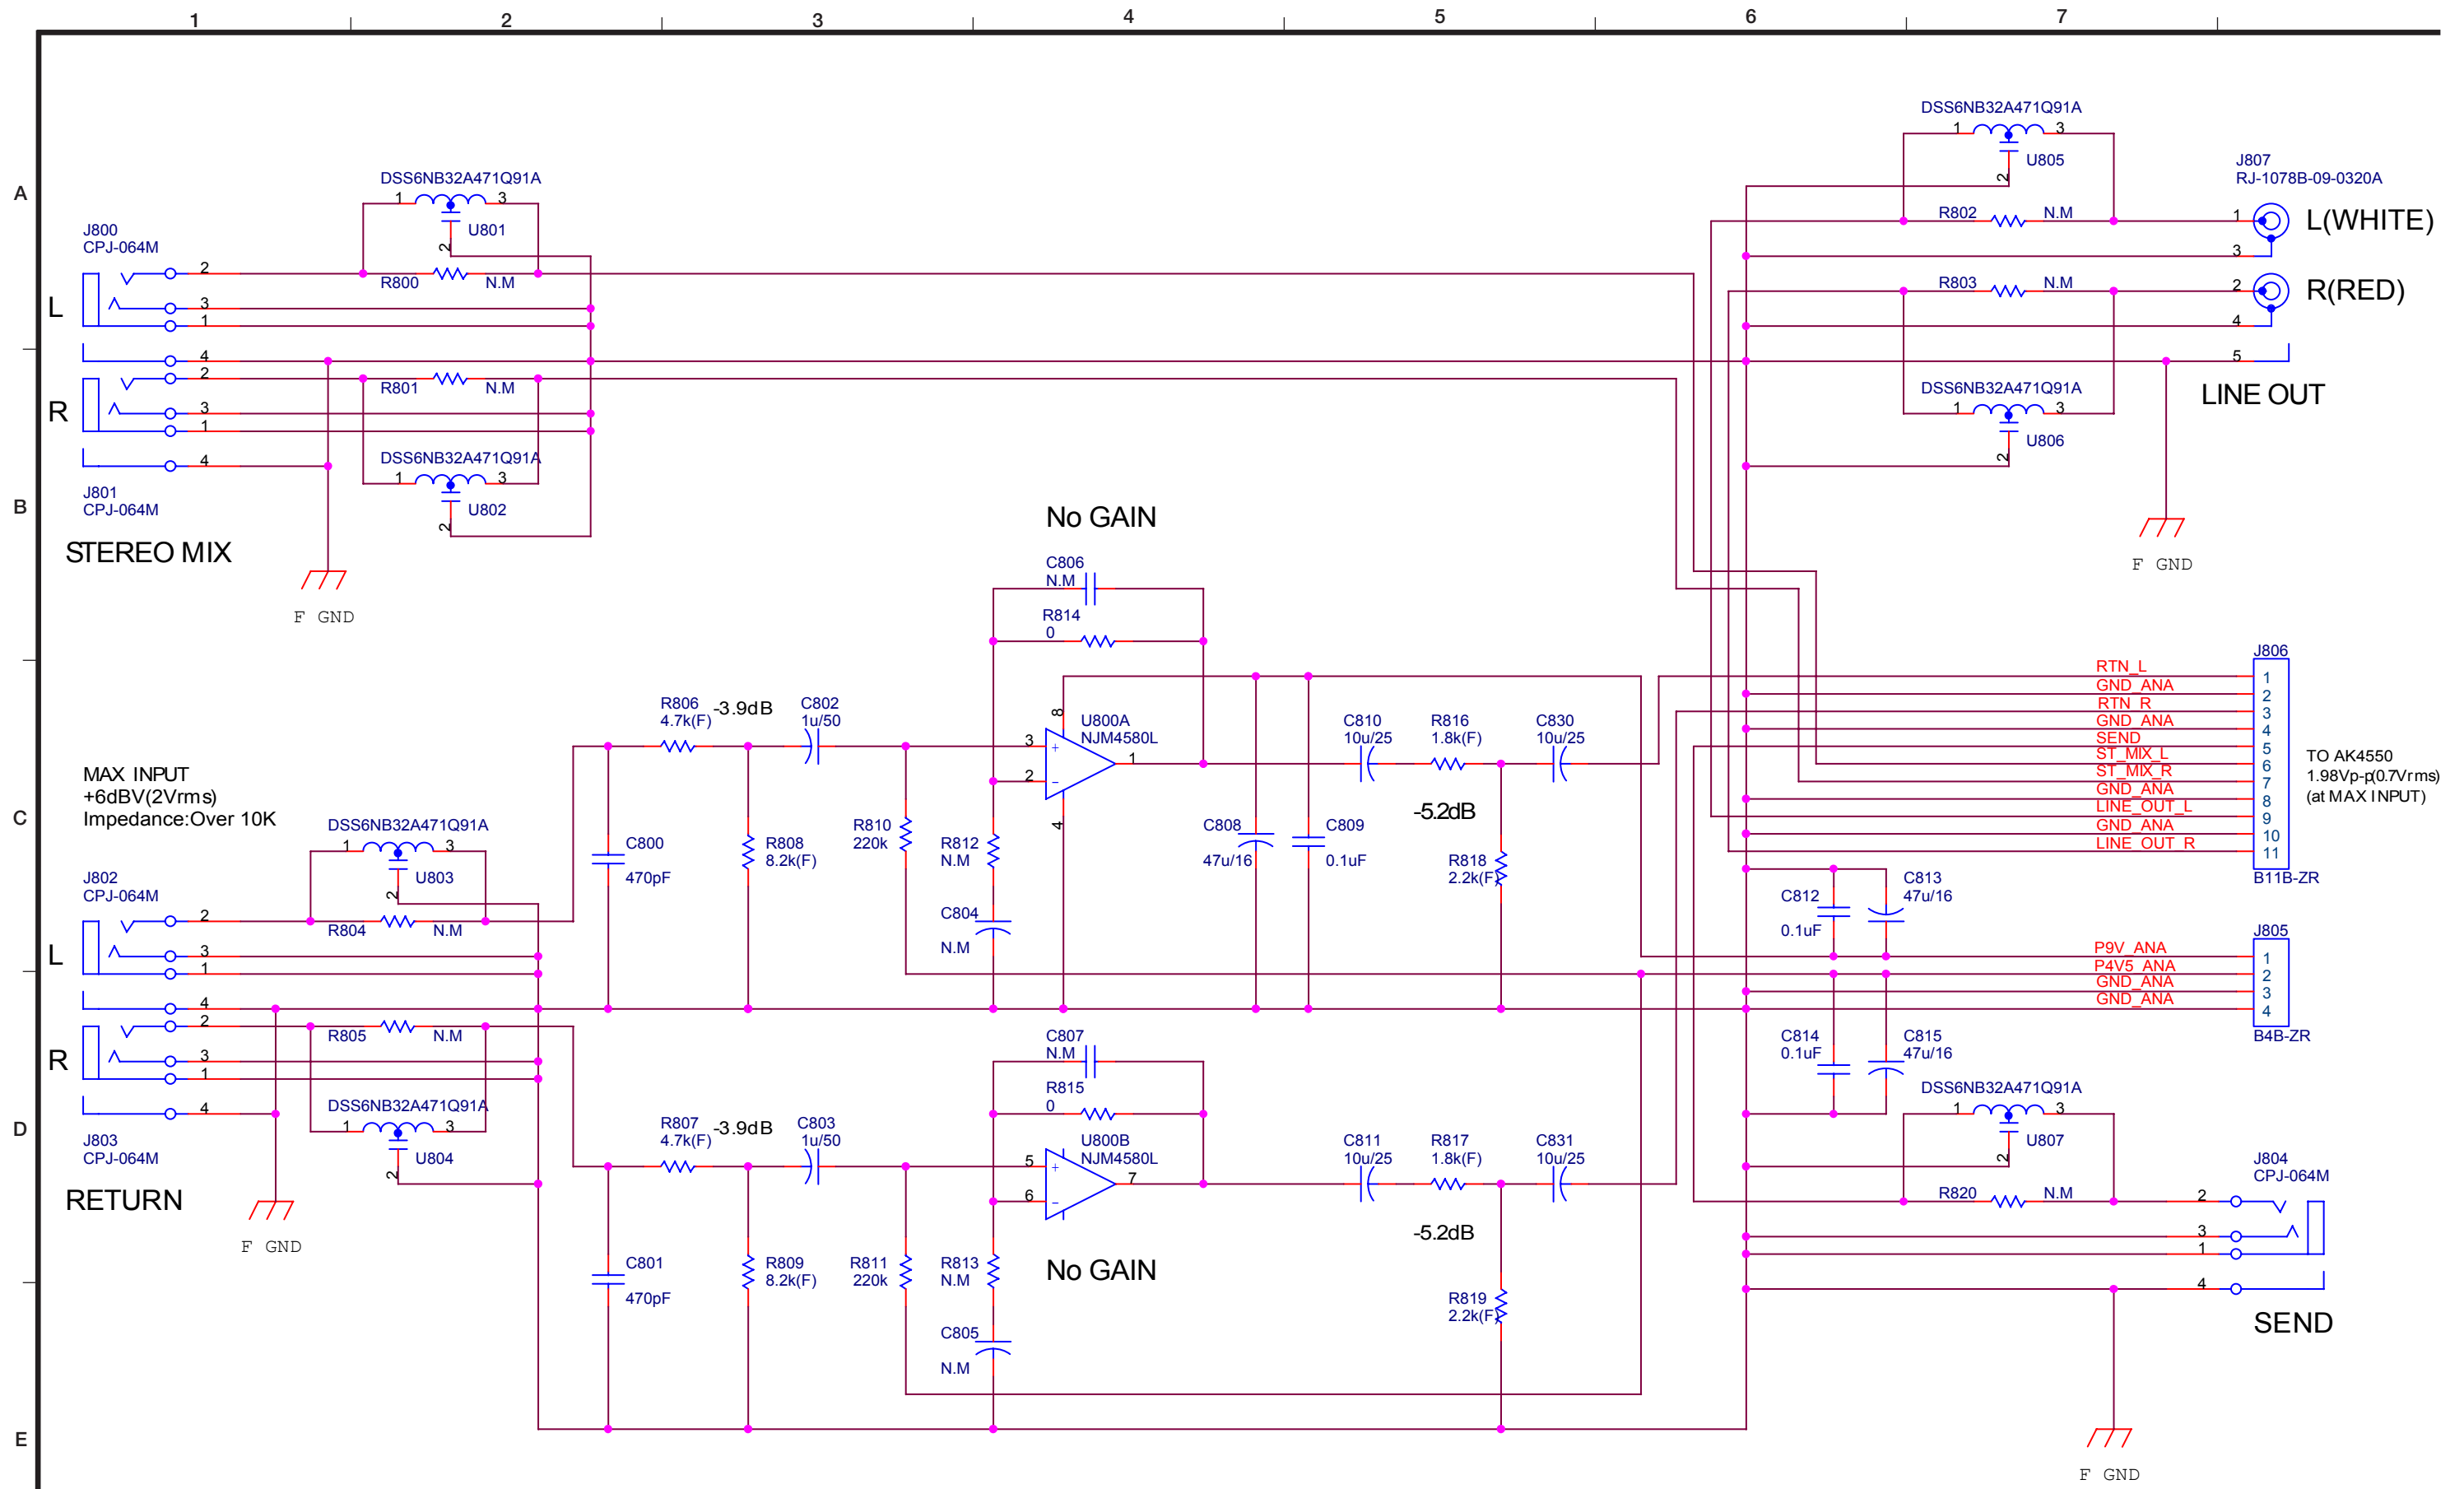 1 2 3 4 5 6 7
A
B
C
D
E
DSS6NB32A471Q91A
1 3
U801
2
J800
CPJ-064M
L
2
3
1
4
R800 N.M
R
2
3
1
4
R801 N.M
DSS6NB32A471Q91A
1 3
U802
2
J801
CPJ-064M
STEREO MIX
F GND
DSS6NB32A471Q91A
1 3
U805
2
R802 N.M
J807
RJ-1078B-09-0320A
1
L(WHITE)
3
R803 N.M
2
R(RED)
4
5
LINE OUT
DSS6NB32A471Q91A
1 3
U806
2
F GND
No GAIN
C806
N.M
R814
0
R806
4.7k(F)
-3.9dB
C802
1u/50
8
U800A
NJM4580L
3
+
2
−
1
4
C810
10u/25
R816
1.8k(F)
C830
10u/25
-5.2dB
C800
470pF
R808
8.2k(F)
R810
220k
R812
N.M
C804
N.M
C808
47u/16
C809
0.1uF
R818
2.2k(F)
MAX INPUT
+6dBV(2Vrms)
Impedance:Over 10K
DSS6NB32A471Q91A
1 3
U803
2
J802
CPJ-064M
L
2
3
1
4
R804 N.M
R
2
3
1
4
R805 N.M
DSS6NB32A471Q91A
1 3
U804
2
J803
CPJ-064M
RETURN
F GND
J806
RTN_L 1
GND_ANA 2
RTN_R 3
GND_ANA 4
SEND 5
ST_MIX_L 6
ST_MIX_R 7
GND_ANA 8
LINE_OUT_L 9
GND_ANA 10
LINE_OUT_R 11
B11B-ZR
TO AK4550
1.98Vp-p(0.7Vrms)
(at MAX INPUT)
C812
0.1uF
C813
47u/16
J805
P9V_ANA 1
P4V5_ANA 2
GND_ANA 3
GND_ANA 4
B4B-ZR
C814
0.1uF
C815
47u/16
C807
N.M
R815
0
R807
4.7k(F)
-3.9dB
C803
1u/50
U800B
NJM4580L
5
+
6
−
7
C811
10u/25
R817
1.8k(F)
C831
10u/25
-5.2dB
No GAIN
C801
470pF
R809
8.2k(F)
R811
220k
R813
N.M
C805
N.M
R819
2.2k(F)
DSS6NB32A471Q91A
1 3
U807
2
R820 N.M
J804
CPJ-064M
2
3
1
4
SEND
F GND